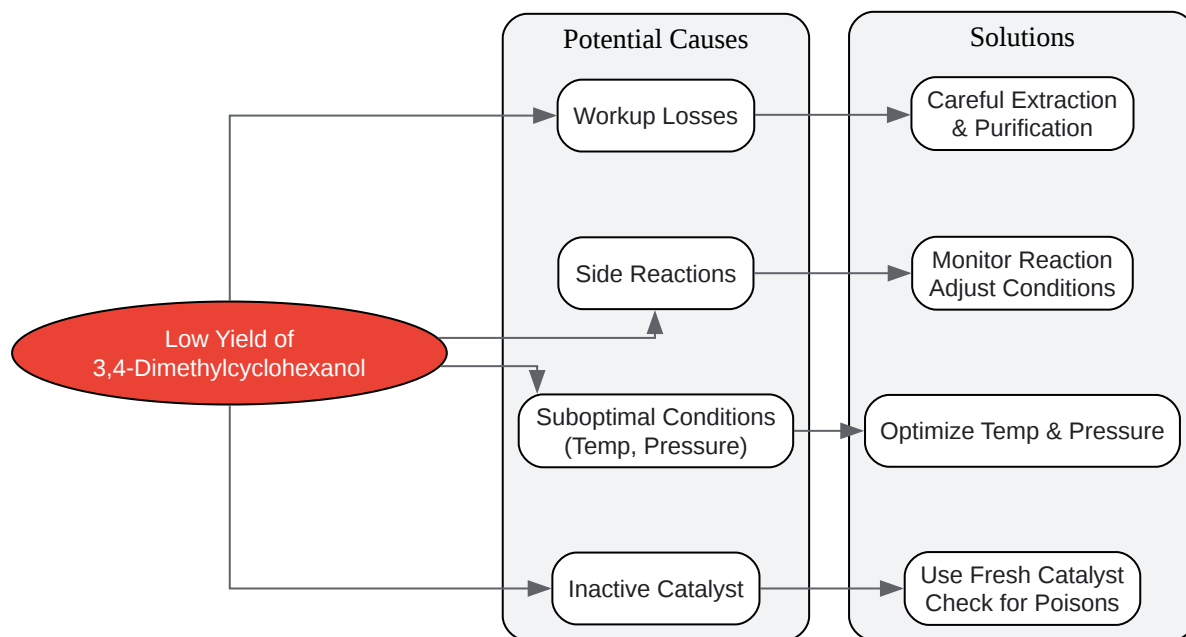 Potential Causes
Solutions
Workup Losses
Careful Extraction
& Purification
Side Reactions
Monitor Reaction
Adjust Conditions
Low Yield of
3,4-Dimethylcyclohexanol
Suboptimal Conditions
(Temp, Pressure)
Optimize Temp & Pressure
Inactive Catalyst
Use Fresh Catalyst
Check for Poisons